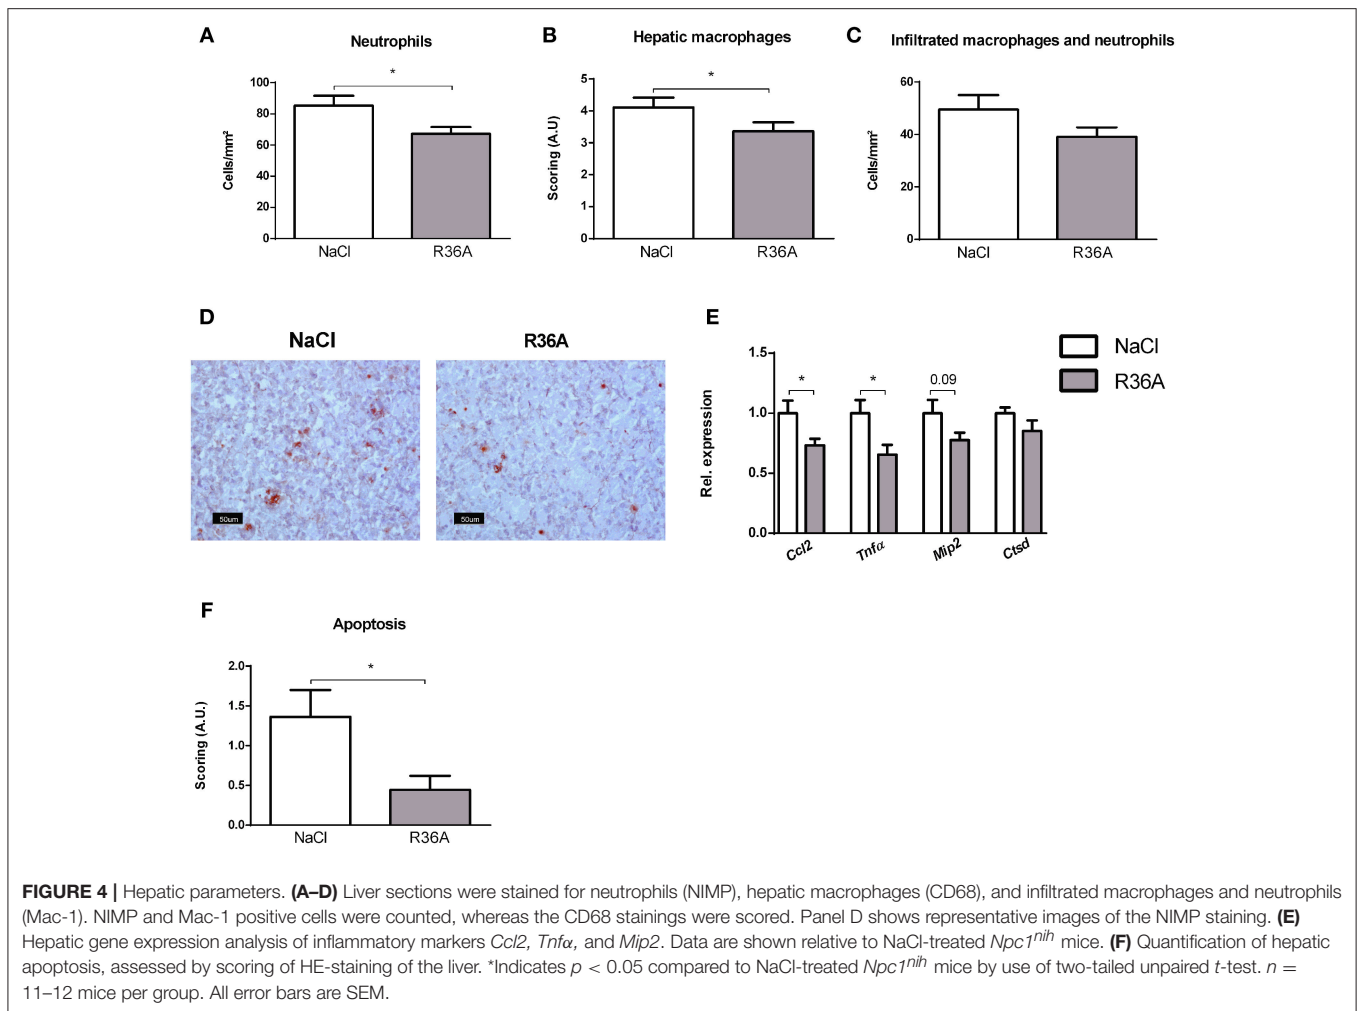 A
Neutrophils
*
100
80
60
40
20
0
Cells/mm²
NaCl
R36A
B
Hepatic macrophages
*
5
4
3
2
1
0
Scoring (A.U)
NaCl
R36A
C
Infiltrated macrophages and neutrophils
60
40
20
0
Cells/mm²
NaCl
R36A
D
NaCl
R36A
50um
50um
E
1.5
1.0
0.5
0.0
Rel. expression
*
*
0.09
Ccl2
Tnfα
Mip2
Ctsd
NaCl
R36A
F
Apoptosis
*
2.0
1.5
1.0
0.5
0.0
Scoring (A.U.)
NaCl
R36A
FIGURE 4 | Hepatic parameters. (A–D) Liver sections were stained for neutrophils (NIMP), hepatic macrophages (CD68), and infiltrated macrophages and neutrophils
(Mac-1). NIMP and Mac-1 positive cells were counted, whereas the CD68 stainings were scored. Panel D shows representative images of the NIMP staining. (E)
Hepatic gene expression analysis of inflammatory markers Ccl2, Tnfα, and Mip2. Data are shown relative to NaCl-treated Npc1nih mice. (F) Quantification of hepatic
apoptosis, assessed by scoring of HE-staining of the liver. *Indicates p < 0.05 compared to NaCl-treated Npc1nih mice by use of two-tailed unpaired t-test. n =
11–12 mice per group. All error bars are SEM.